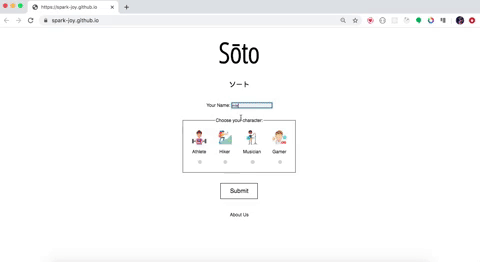 https://spark-joy.github.io
spark-joy.github.io
Sōto
ソート
Your Name:
Choose your character:
Athlete Hiker Musician Gamer
Submit
About Us